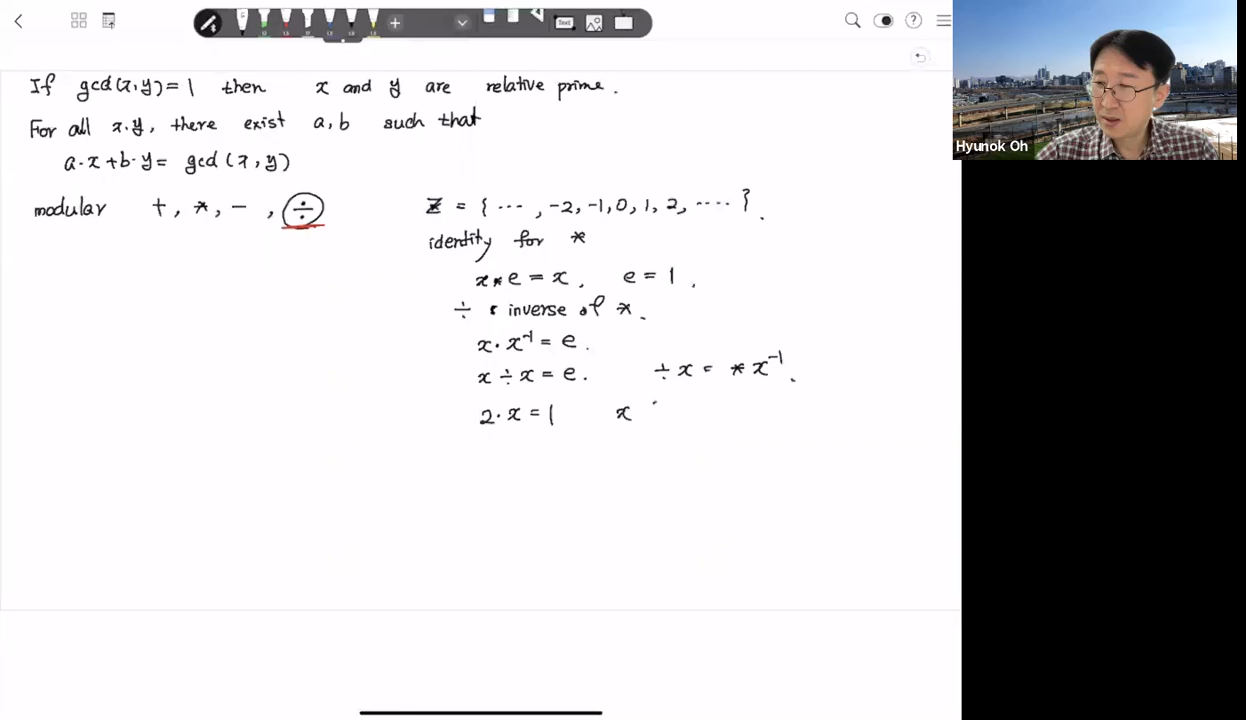 If gcd(x,y)=1 then x and y are relative prime.
For all x.y, there exist a,b such that
a·x+b·y= gcd(x,y)
modular +, *, -, ÷
Z = { ··· , -2, -1, 0, 1, 2, ···· }.
identity for *
x*e = x, e = 1.
÷ : inverse of *.
x·x⁻¹ = e.
x ÷ x = e. ÷x = *x⁻¹.
2·x = 1 x
Text
Hyunok Oh